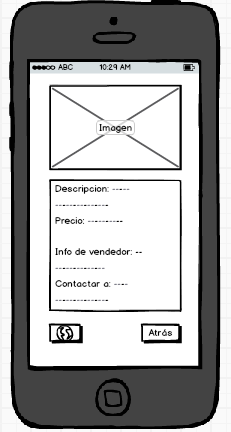 ABC 10:29 AM
Imagen
Descripcion: -----
--------------
Precio: ----------
Info de vendedor: --
-------------
Contactar a: ----
--------------
Atrás